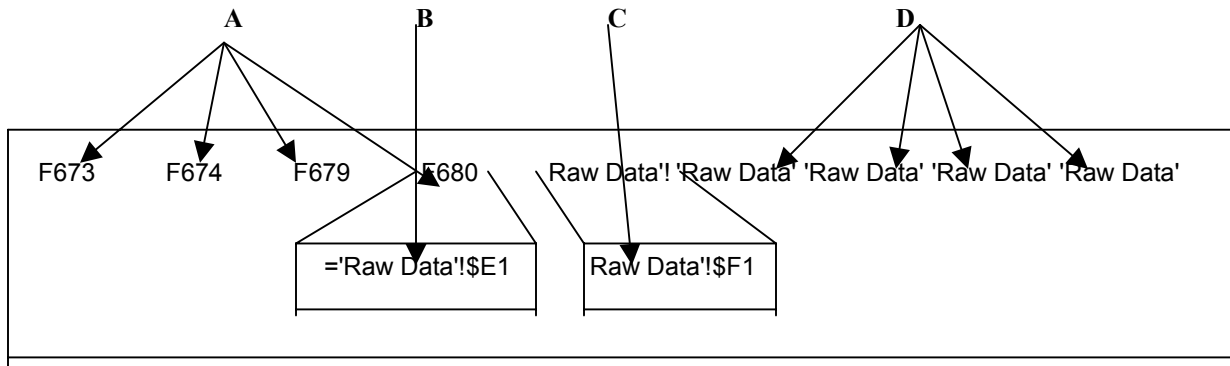 A B C D
F673 F674 F679 F680 Raw Data'! 'Raw Data' 'Raw Data' 'Raw Data' 'Raw Data'
='Raw Data'!$E1 Raw Data'!$F1